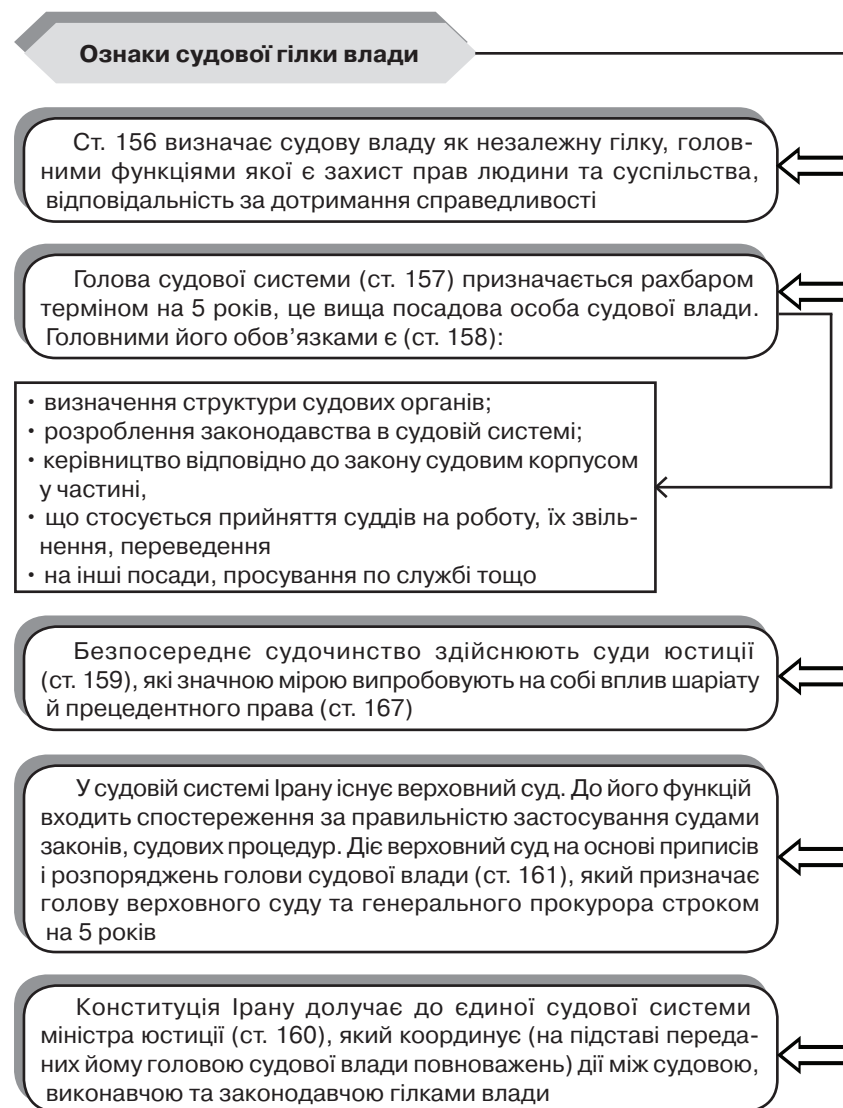 Ознаки судової гілки влади
Ст. 156 визначає судову владу як незалежну гілку, голов-
ними функціями якої є захист прав людини та суспільства,
відповідальність за дотримання справедливості
Голова судової системи (ст. 157) призначається рахбаром
терміном на 5 років, це вища посадова особа судової влади.
Головними його обов’язками є (ст. 158):
• визначення структури судових органів;
• розроблення законодавства в судовій системі;
• керівництво відповідно до закону судовим корпусом
у частині,
• що стосується прийняття суддів на роботу, їх звіль-
нення, переведення
• на інші посади, просування по службі тощо
Безпосереднє судочинство здійснюють суди юстиції
(ст. 159), які значною мірою випробовують на собі вплив шаріату
й прецедентного права (ст. 167)
У судовій системі Ірану існує верховний суд. До його функцій
входить спостереження за правильністю застосування судами
законів, судових процедур. Діє верховний суд на основі приписів
і розпоряджень голови судової влади (ст. 161), який призначає
голову верховного суду та генерального прокурора строком
на 5 років
Конституція Ірану долучає до єдиної судової системи
міністра юстиції (ст. 160), який координує (на підставі переда-
них йому головою судової влади повноважень) дії між судовою,
виконавчою та законодавчою гілками влади